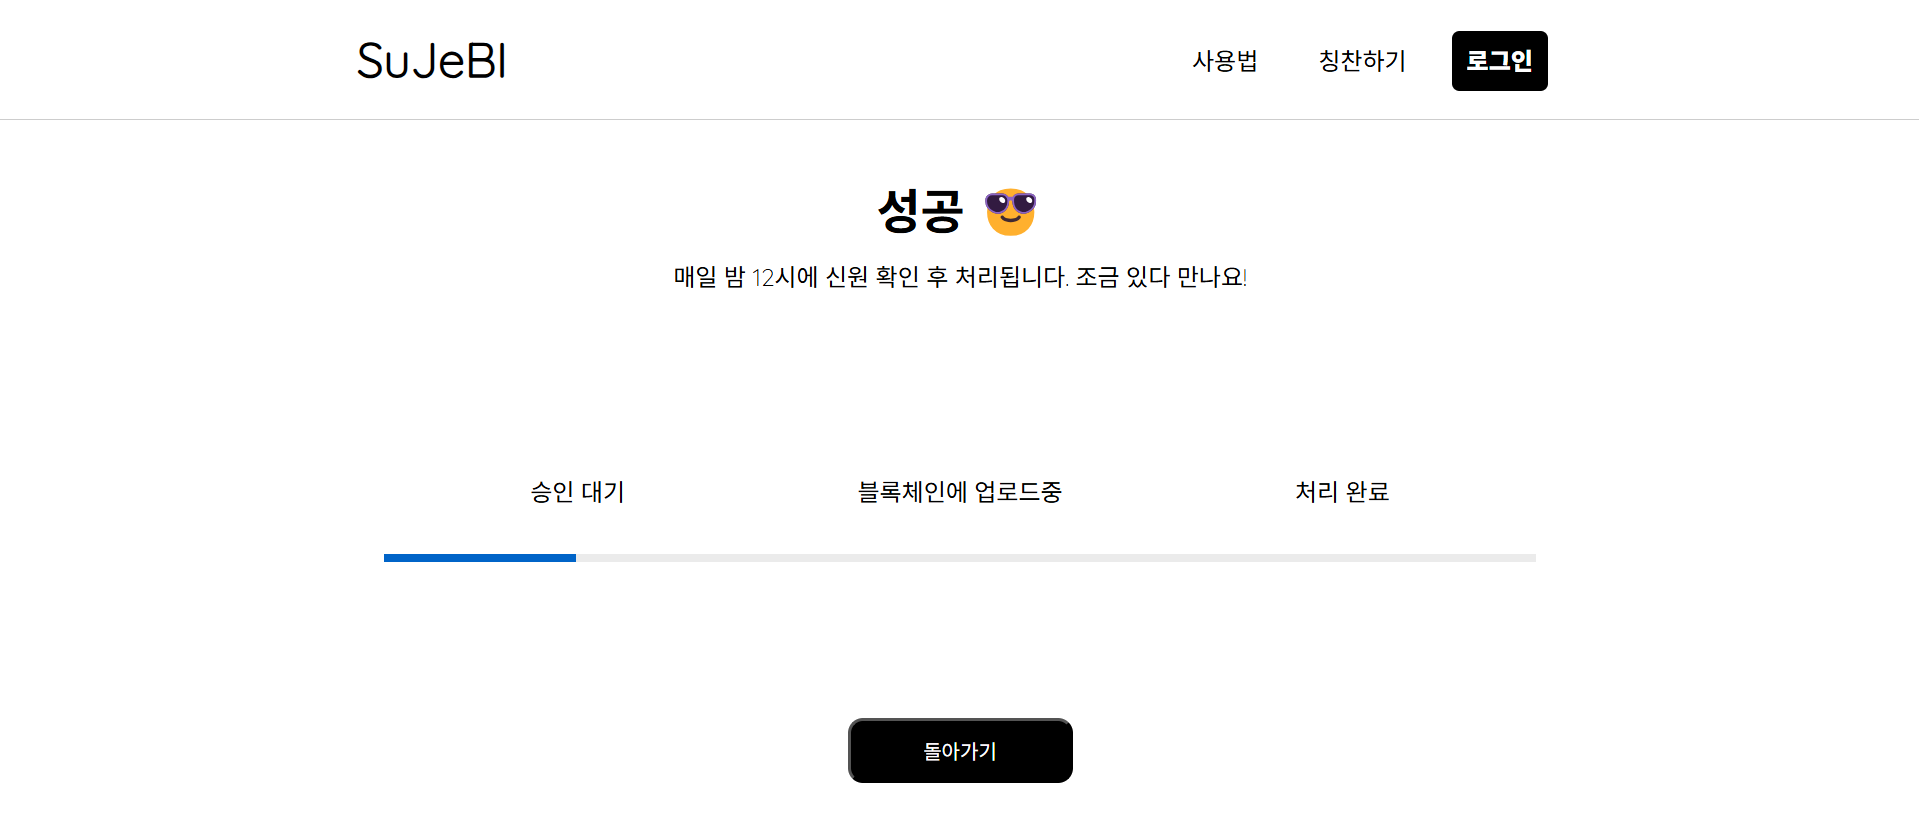 SuJeBI
사용법 칭찬하기 로그인
성공 😎
매일 밤 12시에 신원 확인 후 처리됩니다. 조금 있다 만나요!
승인 대기 블록체인에 업로드중 처리 완료
돌아가기